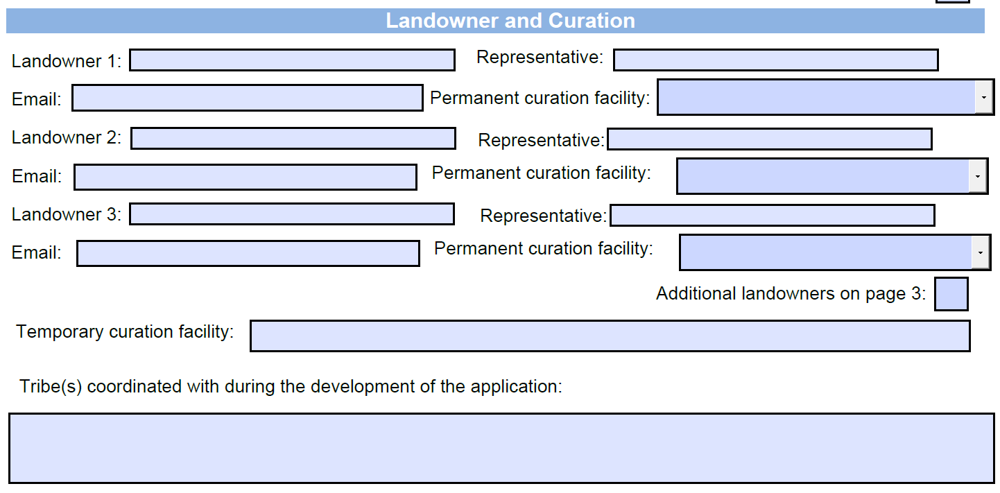 Landowner and Curation
Landowner 1: Representative:
Email: Permanent curation facility:
Landowner 2: Representative:
Email: Permanent curation facility:
Landowner 3: Representative:
Email: Permanent curation facility:
Additional landowners on page 3:
Temporary curation facility:
Tribe(s) coordinated with during the development of the application: